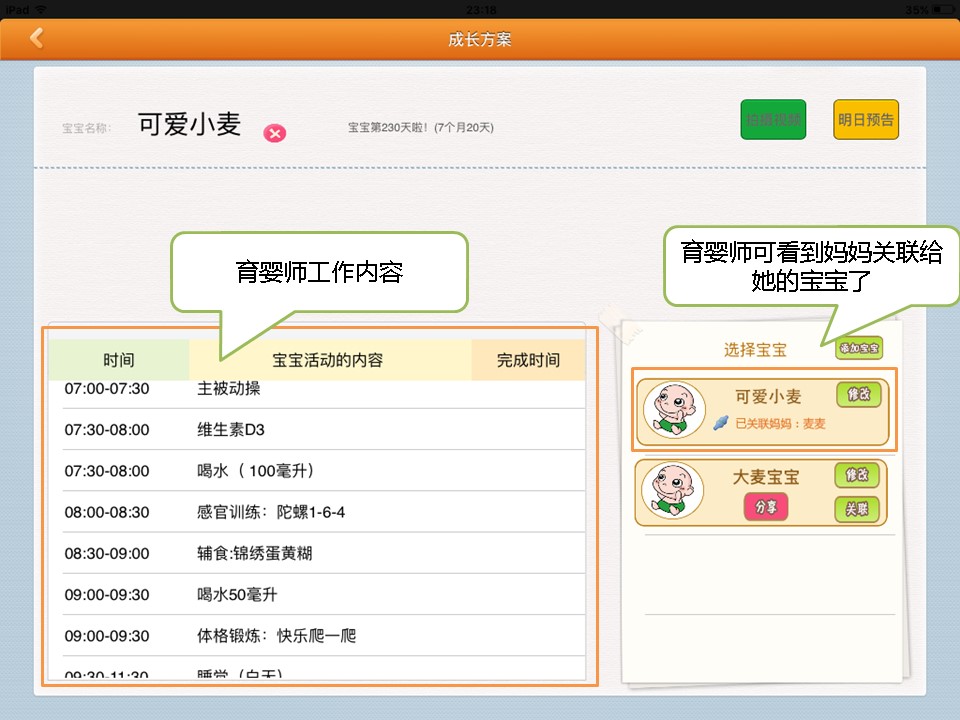 iPad
23:18
35%
成长方案
宝宝名称:
可爱小麦
宝宝第230天啦！(7个月20天)
拍摄视频
明日预告
育婴师工作内容
育婴师可看到妈妈关联给
她的宝宝了
时间 宝宝活动的内容 完成时间
07:00-07:30 主被动操
07:30-08:00 维生素D3
07:30-08:00 喝水（ 100毫升）
08:00-08:30 感官训练：陀螺1-6-4
08:30-09:00 辅食:锦绣蛋黄糊
09:00-09:30 喝水50毫升
09:00-09:30 体格锻炼：快乐爬一爬
09:30-11:30 睡觉（白天）
选择宝宝
添加宝宝
可爱小麦
修改
已关联妈妈：麦麦
大麦宝宝
修改
分享
关联